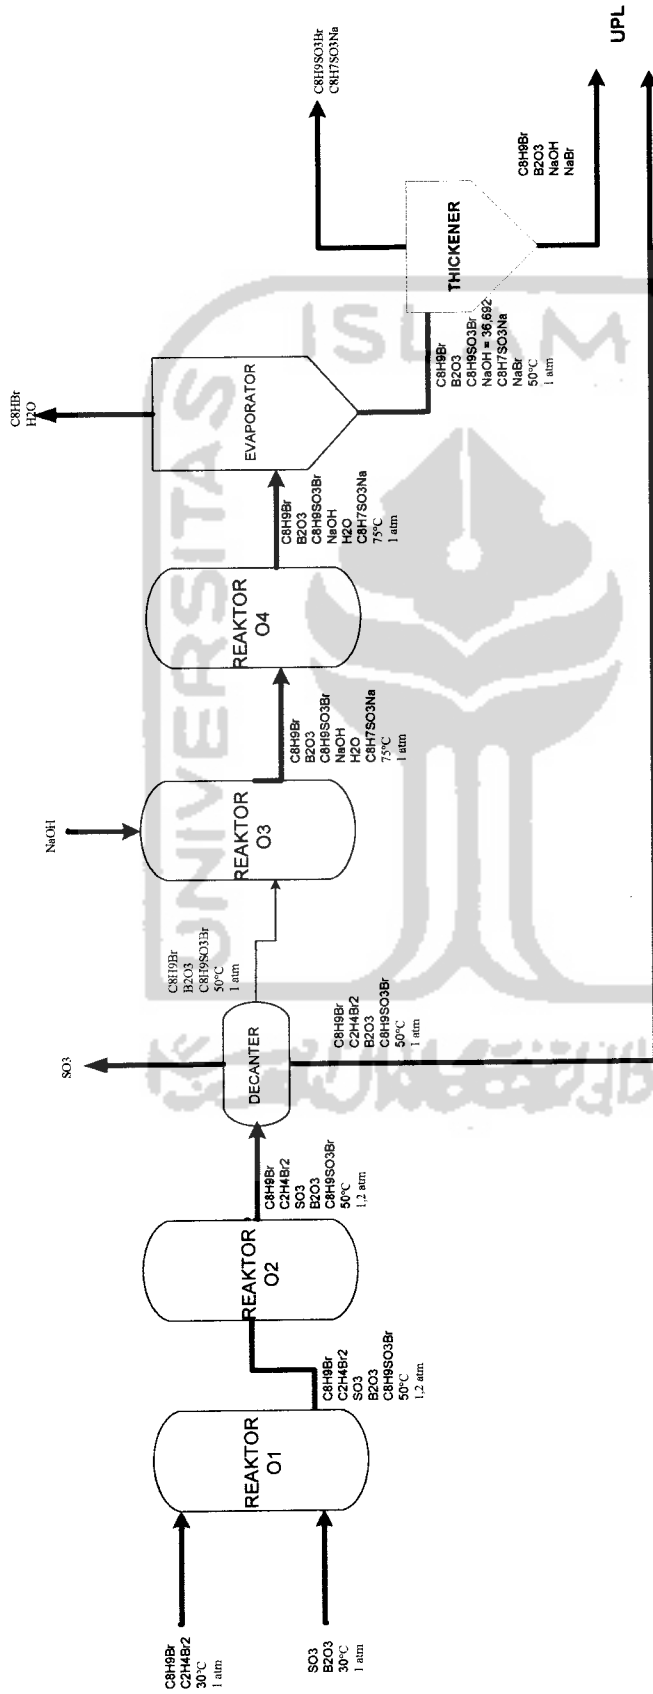 C8H9Br
C2H4Br2
30°C
1 atm
SO3
B2O3
30°C
1 atm
REAKTOR
O1
C8H9Br
C2H4Br2
SO3
B2O3
C8H9SO3Br
50°C
1,2 atm
REAKTOR
O2
C8H9Br
C2H4Br2
SO3
B2O3
C8H9SO3Br
50°C
1,2 atm
SO3
DECANTER
C8H9Br
C2H4Br2
B2O3
C8H9SO3Br
50°C
1 atm
C8H9Br
B2O3
C8H9SO3Br
50°C
1 atm
NaOH
REAKTOR
O3
C8H9Br
B2O3
C8H9SO3Br
NaOH
H2O
C8H7SO3Na
75°C
1 atm
REAKTOR
O4
C8H9Br
B2O3
C8H9SO3Br
NaOH
H2O
C8H7SO3Na
75°C
1 atm
C8HBr
H2O
EVAPORATOR
C8H9Br
B2O3
C8H9SO3Br
NaOH = 36,692
C8H7SO3Na
NaBr
50°C
1 atm
THICKENER
C8H9SO3Br
C8H7SO3Na
C8H9Br
B2O3
NaOH
NaBr
UPL
UNIVERSITAS
ISLAM